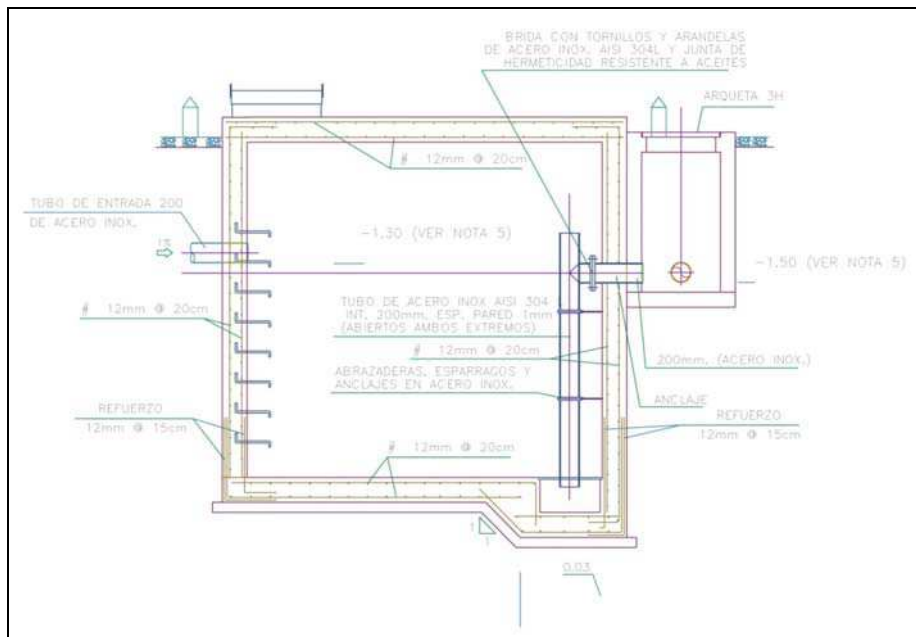 BRIDA CON TORNILLOS Y ARANDELAS
DE ACERO INOX. AISI 304L Y JUNTA DE
HERMETICIDAD RESISTENTE A ACEITES
ARQUETA 3H
# 12mm @ 20cm
TUBO DE ENTRADA 200
DE ACERO INOX.
-1,30 (VER NOTA 5)
-1,50 (VER NOTA 5)
TUBO DE ACERO INOX AISI 304
INT. 200mm, ESP. PARED 1mm
(ABIERTOS AMBOS EXTREMOS)
# 12mm @ 20cm
# 12mm @ 20cm
200mm. (ACERO INOX.)
ABRAZADERAS, ESPARRAGOS Y
ANCLAJES EN ACERO INOX.
ANCLAJE
REFUERZO
12mm @ 15cm
REFUERZO
12mm @ 15cm
# 12mm @ 20cm
1
1
0.03